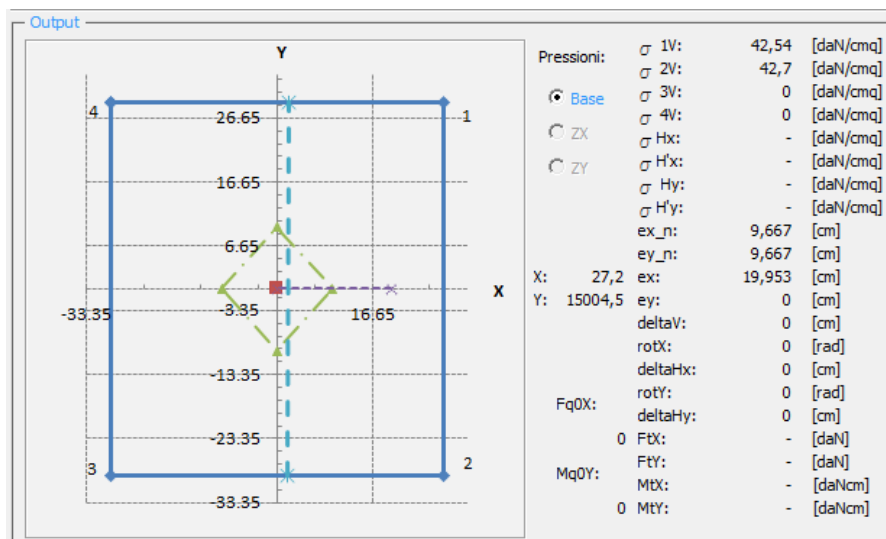 Output
Y
4
1
26.65
16.65
6.65
-3.35
-13.35
-23.35
-33.35
-33.35
16.65
X
3
2
Pressioni:
Base
ZX
ZY
X: 27,2
Y: 15004,5
Fq0X:
0
Mq0Y:
0
σ 1V: 42,54 [daN/cmq]
σ 2V: 42,7 [daN/cmq]
σ 3V: 0 [daN/cmq]
σ 4V: 0 [daN/cmq]
σ Hx: - [daN/cmq]
σ H'x: - [daN/cmq]
σ Hy: - [daN/cmq]
σ H'y: - [daN/cmq]
ex_n: 9,667 [cm]
ey_n: 9,667 [cm]
ex: 19,953 [cm]
ey: 0 [cm]
deltaV: 0 [cm]
rotX: 0 [rad]
deltaHx: 0 [cm]
rotY: 0 [rad]
deltaHy: 0 [cm]
FtX: - [daN]
FtY: - [daN]
MtX: - [daNcm]
MtY: - [daNcm]